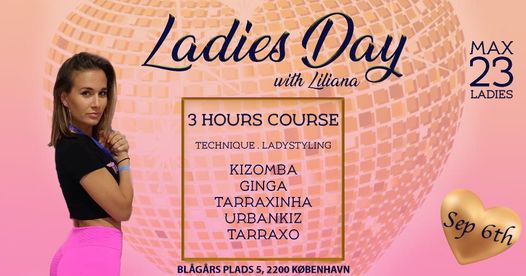 Ladies Day
with Liliana
MAX
23
LADIES
3 HOURS COURSE
TECHNIQUE . LADYSTYLING
KIZOMBA
GINGA
TARRAXINHA
URBANKIZ
TARRAXO
Sep 6th
BLÅGÅRS PLADS 5, 2200 KØBENHAVN